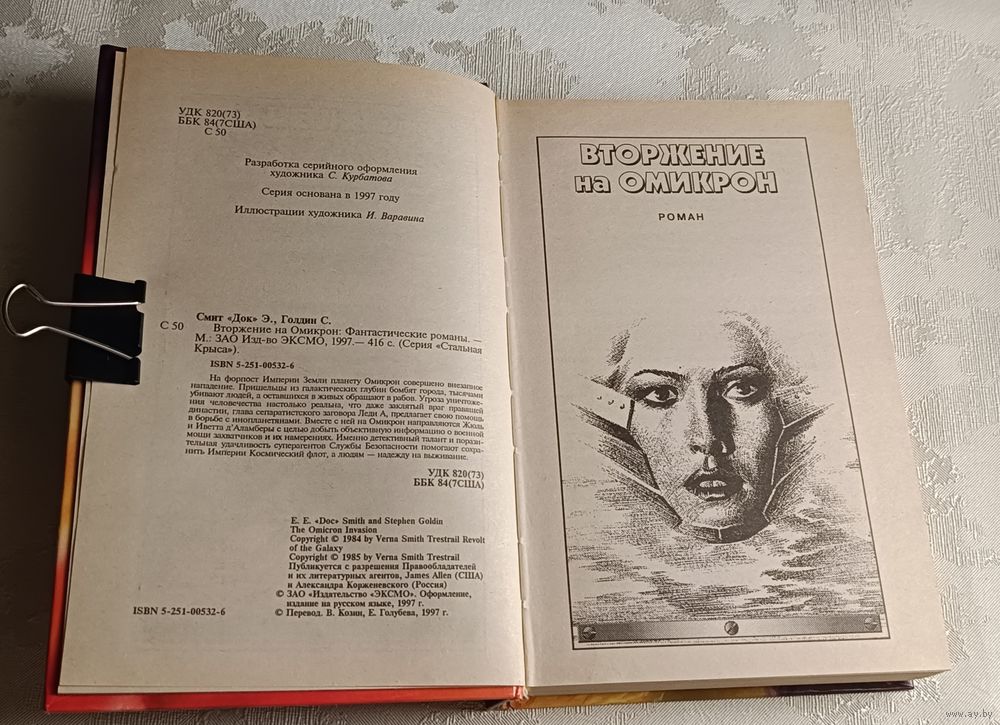 УДК 820(73)
ББК 84(7США)
С 50
Разработка серийного оформления
художника С. Курбатова
Серия основана в 1997 году
Иллюстрации художника И. Варавина
Смит «Док» Э., Голдин С.
С 50 Вторжение на Омикрон: Фантастические романы. —
М.: ЗАО Изд-во ЭКСМО, 1997.— 416 с. (Серия «Стальная
Крыса»).
ISBN 5-251-00532-6
На форпост Империи Земли планету Омикрон совершено внезапное
нападение. Пришельцы из галактических глубин бомбят города, тысячами
убивают людей, а оставшихся в живых обращают в рабов. Угроза уничтоже-
ния человечества настолько реальна, что даже заклятый враг правящей
династии, глава сепаратистского заговора Леди А, предлагает свою помощь
в борьбе с инопланетянами. Вместе с ней на Омикрон направляются Жюль
и Иветта д'Аламберы с целью добыть объективную информацию о военной
мощи захватчиков и их намерениях. Именно детективный талант и порази-
тельная удачливость суперагентов Службы Безопасности помогают сохра-
нить Империи Космический флот, а людям — надежду на выживание.
УДК 820(73)
ББК 84(7США)
E. E. «Doc» Smith and Stephen Goldin
The Omicron Invasion
Copyright © 1984 by Verna Smith Trestrail Revolt
of the Galaxy
Copyright © 1985 by Verna Smith Trestrail
Публикуется с разрешения Правообладателей
и их литературных агентов, James Allen (США)
и Александра Корженевского (Россия)
© ЗАО «Издательство «ЭКСМО». Оформление,
издание на русском языке, 1997 г.
ISBN 5-251-00532-6 © Перевод. В. Козин, Е. Голубева, 1997 г.
ВТОРЖЕНИЕ
на ОМИКРОН
РОМАН
www.ay.by